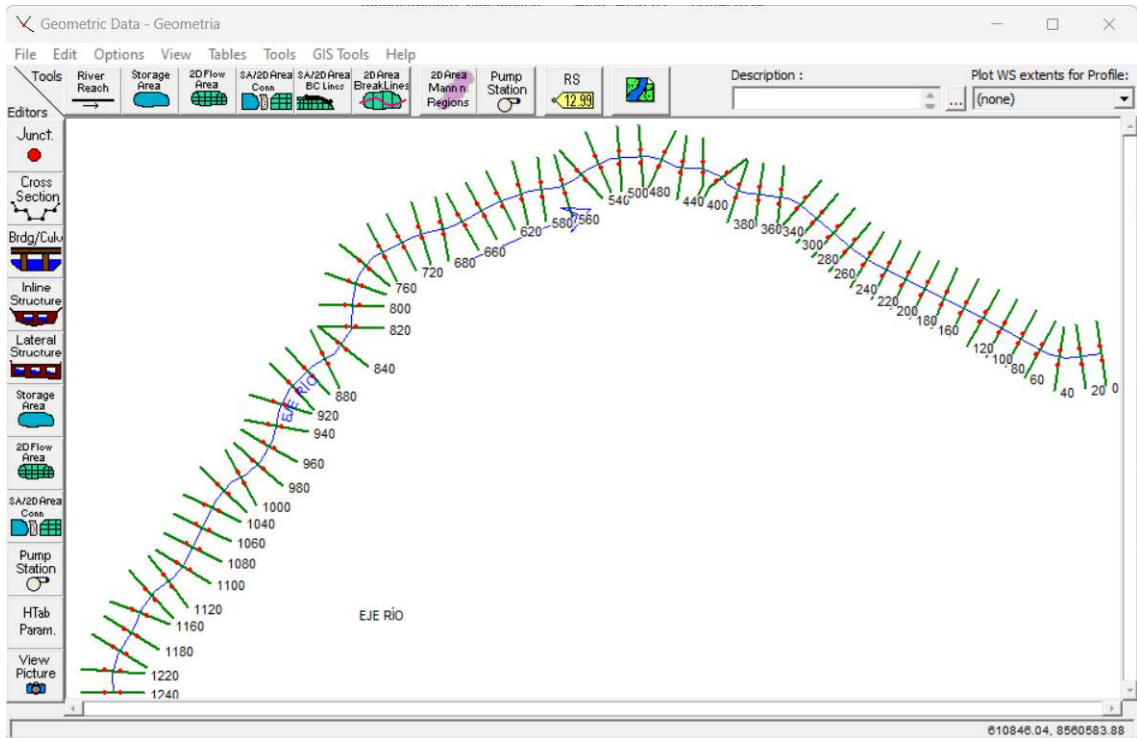 Geometric Data - Geometria
File Edit Options View Tables Tools GIS Tools Help
Tools
Editors
River
Reach
Storage
Area
2D Flow
Area
SA/2D Area
Conn
SA/2D Area
BC Lines
2D Area
BreakLines
2D Area
Mann n
Regions
Pump
Station
RS
12.99
Description :
...
Plot WS extents for Profile:
(none)
Junct.
Cross
Section
Brdg/Culv
Inline
Structure
Lateral
Structure
Storage
Area
2D Flow
Area
SA/2D Area
Conn
Pump
Station
HTab
Param.
View
Picture
540
500
480
440
400
380
360
340
300
280
260
240
220
200
180
160
120
100
80
60
40
20
0
560
580
620
660
680
720
760
800
820
840
880
EJE RÍO
920
940
960
980
1000
1040
1060
1080
1100
1120
1160
1180
1220
1240
EJE RÍO
610846.04, 8560583.88